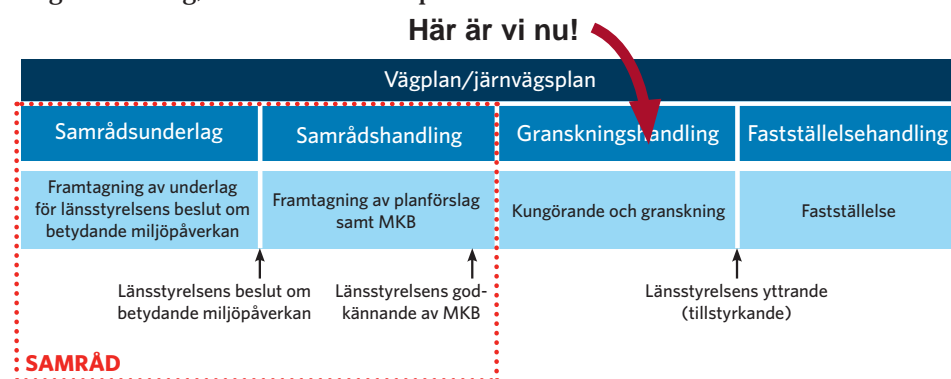 Här är vi nu!
Vägplan/järnvägsplan
Samrådsunderlag
Samrådshandling
Granskningshandling
Fastställelsehandling
Framtagning av underlag
för länsstyrelsens beslut om
betydande miljöpåverkan
Framtagning av planförslag
samt MKB
Kungörande och granskning
Fastställelse
Länsstyrelsens beslut om
betydande miljöpåverkan
Länsstyrelsens god-
kännande av MKB
Länsstyrelsens yttrande
(tillstyrkande)
SAMRÅD